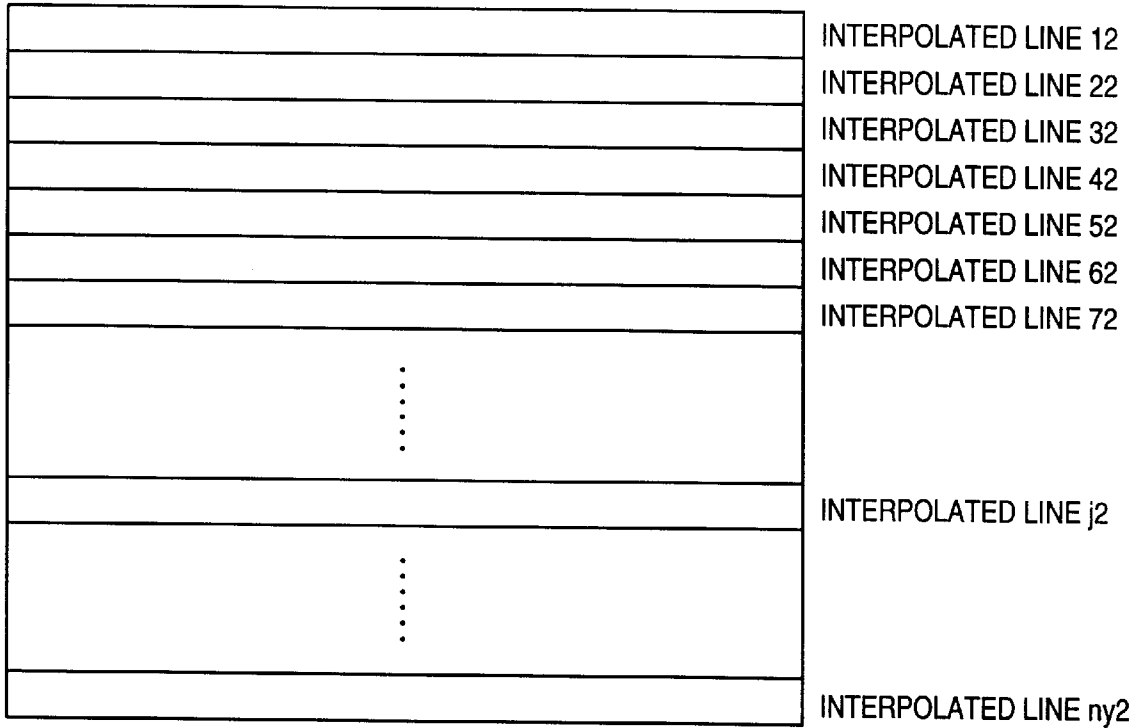 INTERPOLATED LINE 12
INTERPOLATED LINE 22
INTERPOLATED LINE 32
INTERPOLATED LINE 42
INTERPOLATED LINE 52
INTERPOLATED LINE 62
INTERPOLATED LINE 72
INTERPOLATED LINE j2
INTERPOLATED LINE ny2